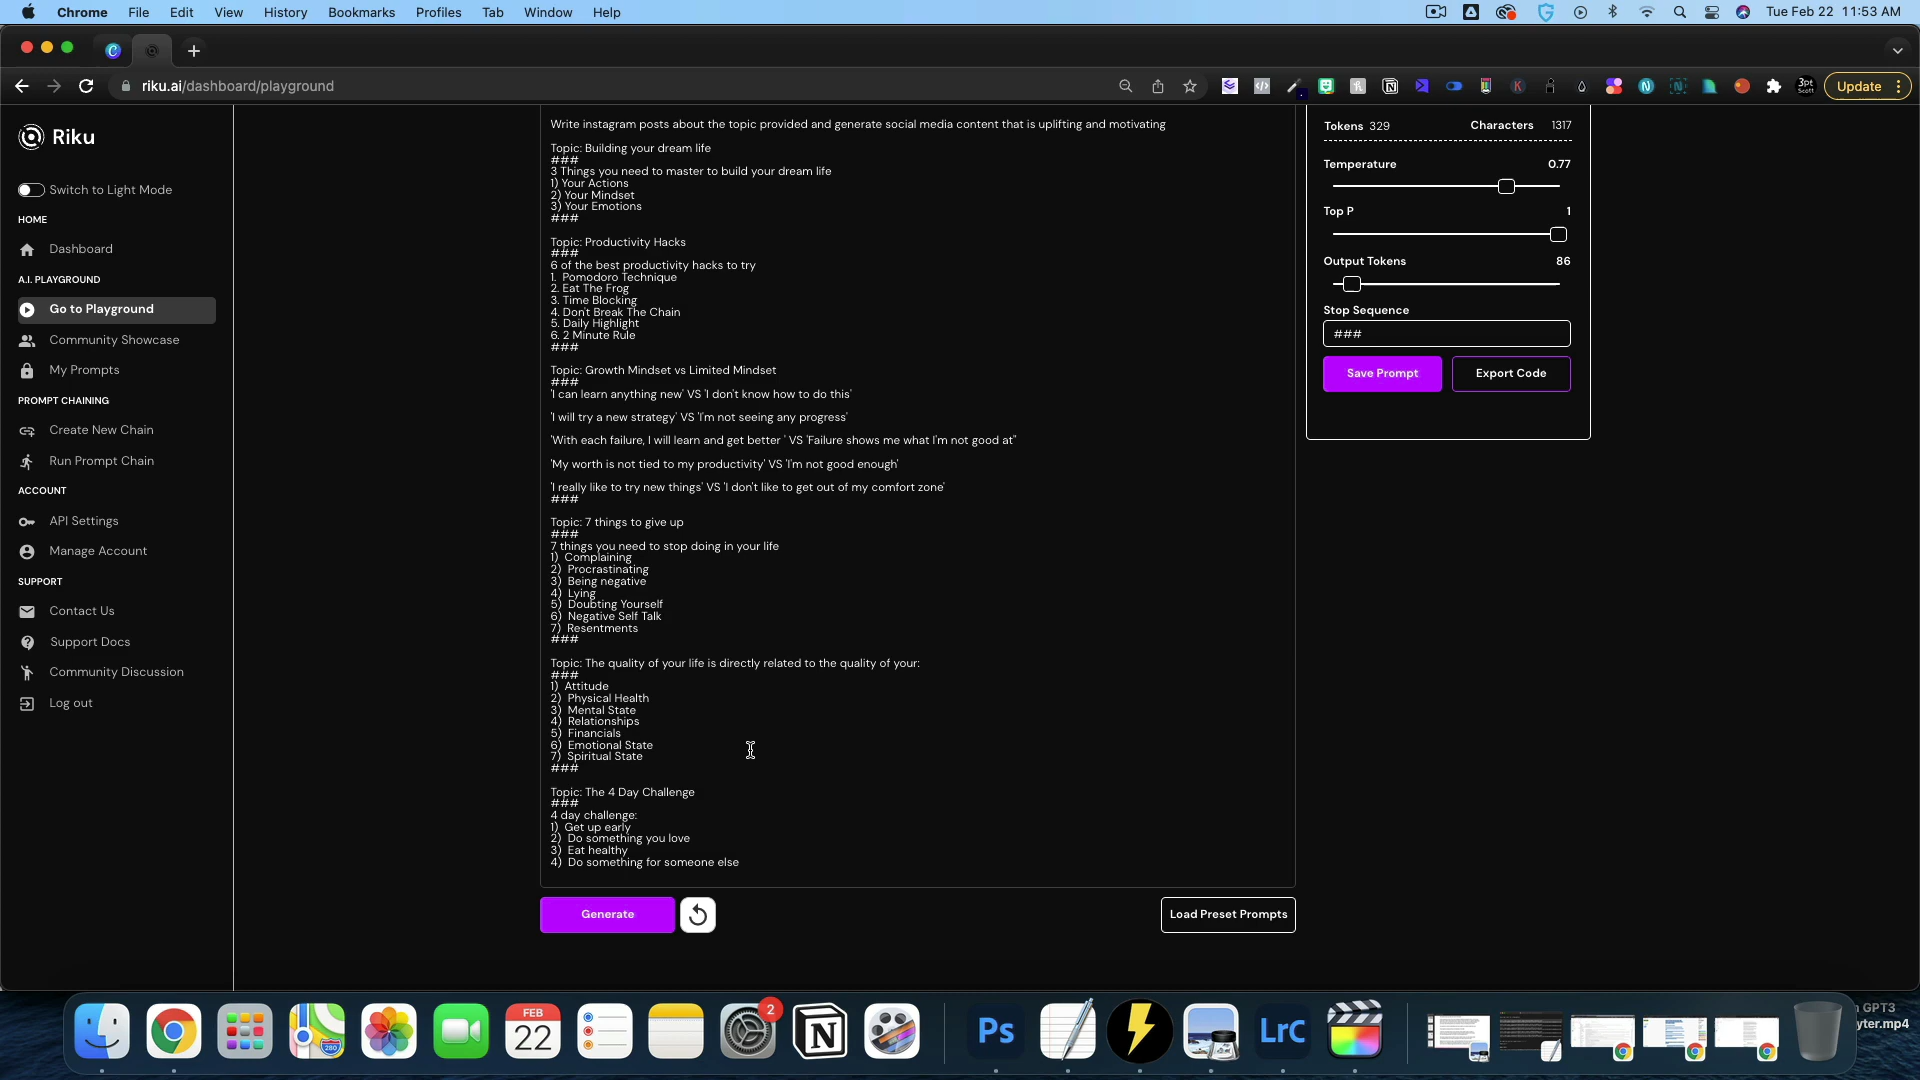 Chrome File Edit View History Bookmarks Profiles Tab Window Help Tue Feb 22 11:53 AM
riku.ai/dashboard/playground
3pt
Scott
Update
Riku
Switch to Light Mode
HOME
Dashboard
A.I. PLAYGROUND
Go to Playground
Community Showcase
My Prompts
PROMPT CHAINING
Create New Chain
Run Prompt Chain
ACCOUNT
API Settings
Manage Account
SUPPORT
Contact Us
Support Docs
Community Discussion
Log out
Write instagram posts about the topic provided and generate social media content that is uplifting and motivating
Topic: Building your dream life
###
3 Things you need to master to build your dream life
1) Your Actions
2) Your Mindset
3) Your Emotions
###
Topic: Productivity Hacks
###
6 of the best productivity hacks to try
1. Pomodoro Technique
2. Eat The Frog
3. Time Blocking
4. Don't Break The Chain
5. Daily Highlight
6. 2 Minute Rule
###
Topic: Growth Mindset vs Limited Mindset
###
'I can learn anything new' VS 'I don't know how to do this'
'I will try a new strategy' VS 'I'm not seeing any progress'
'With each failure, I will learn and get better ' VS 'Failure shows me what I'm not good at"
'My worth is not tied to my productivity' VS 'I'm not good enough'
'I really like to try new things' VS 'I don't like to get out of my comfort zone'
###
Topic: 7 things to give up
###
7 things you need to stop doing in your life
1) Complaining
2) Procrastinating
3) Being negative
4) Lying
5) Doubting Yourself
6) Negative Self Talk
7) Resentments
###
Topic: The quality of your life is directly related to the quality of your:
###
1) Attitude
2) Physical Health
3) Mental State
4) Relationships
5) Financials
6) Emotional State
7) Spiritual State
###
Topic: The 4 Day Challenge
###
4 day challenge:
1) Get up early
2) Do something you love
3) Eat healthy
4) Do something for someone else
Generate
Load Preset Prompts
Tokens 329 Characters 1317
Temperature 0.77
Top P 1
Output Tokens 86
Stop Sequence
###
Save Prompt
Export Code
FEB
22
280
2
Ps
LrC
GPT3
yter.mp4